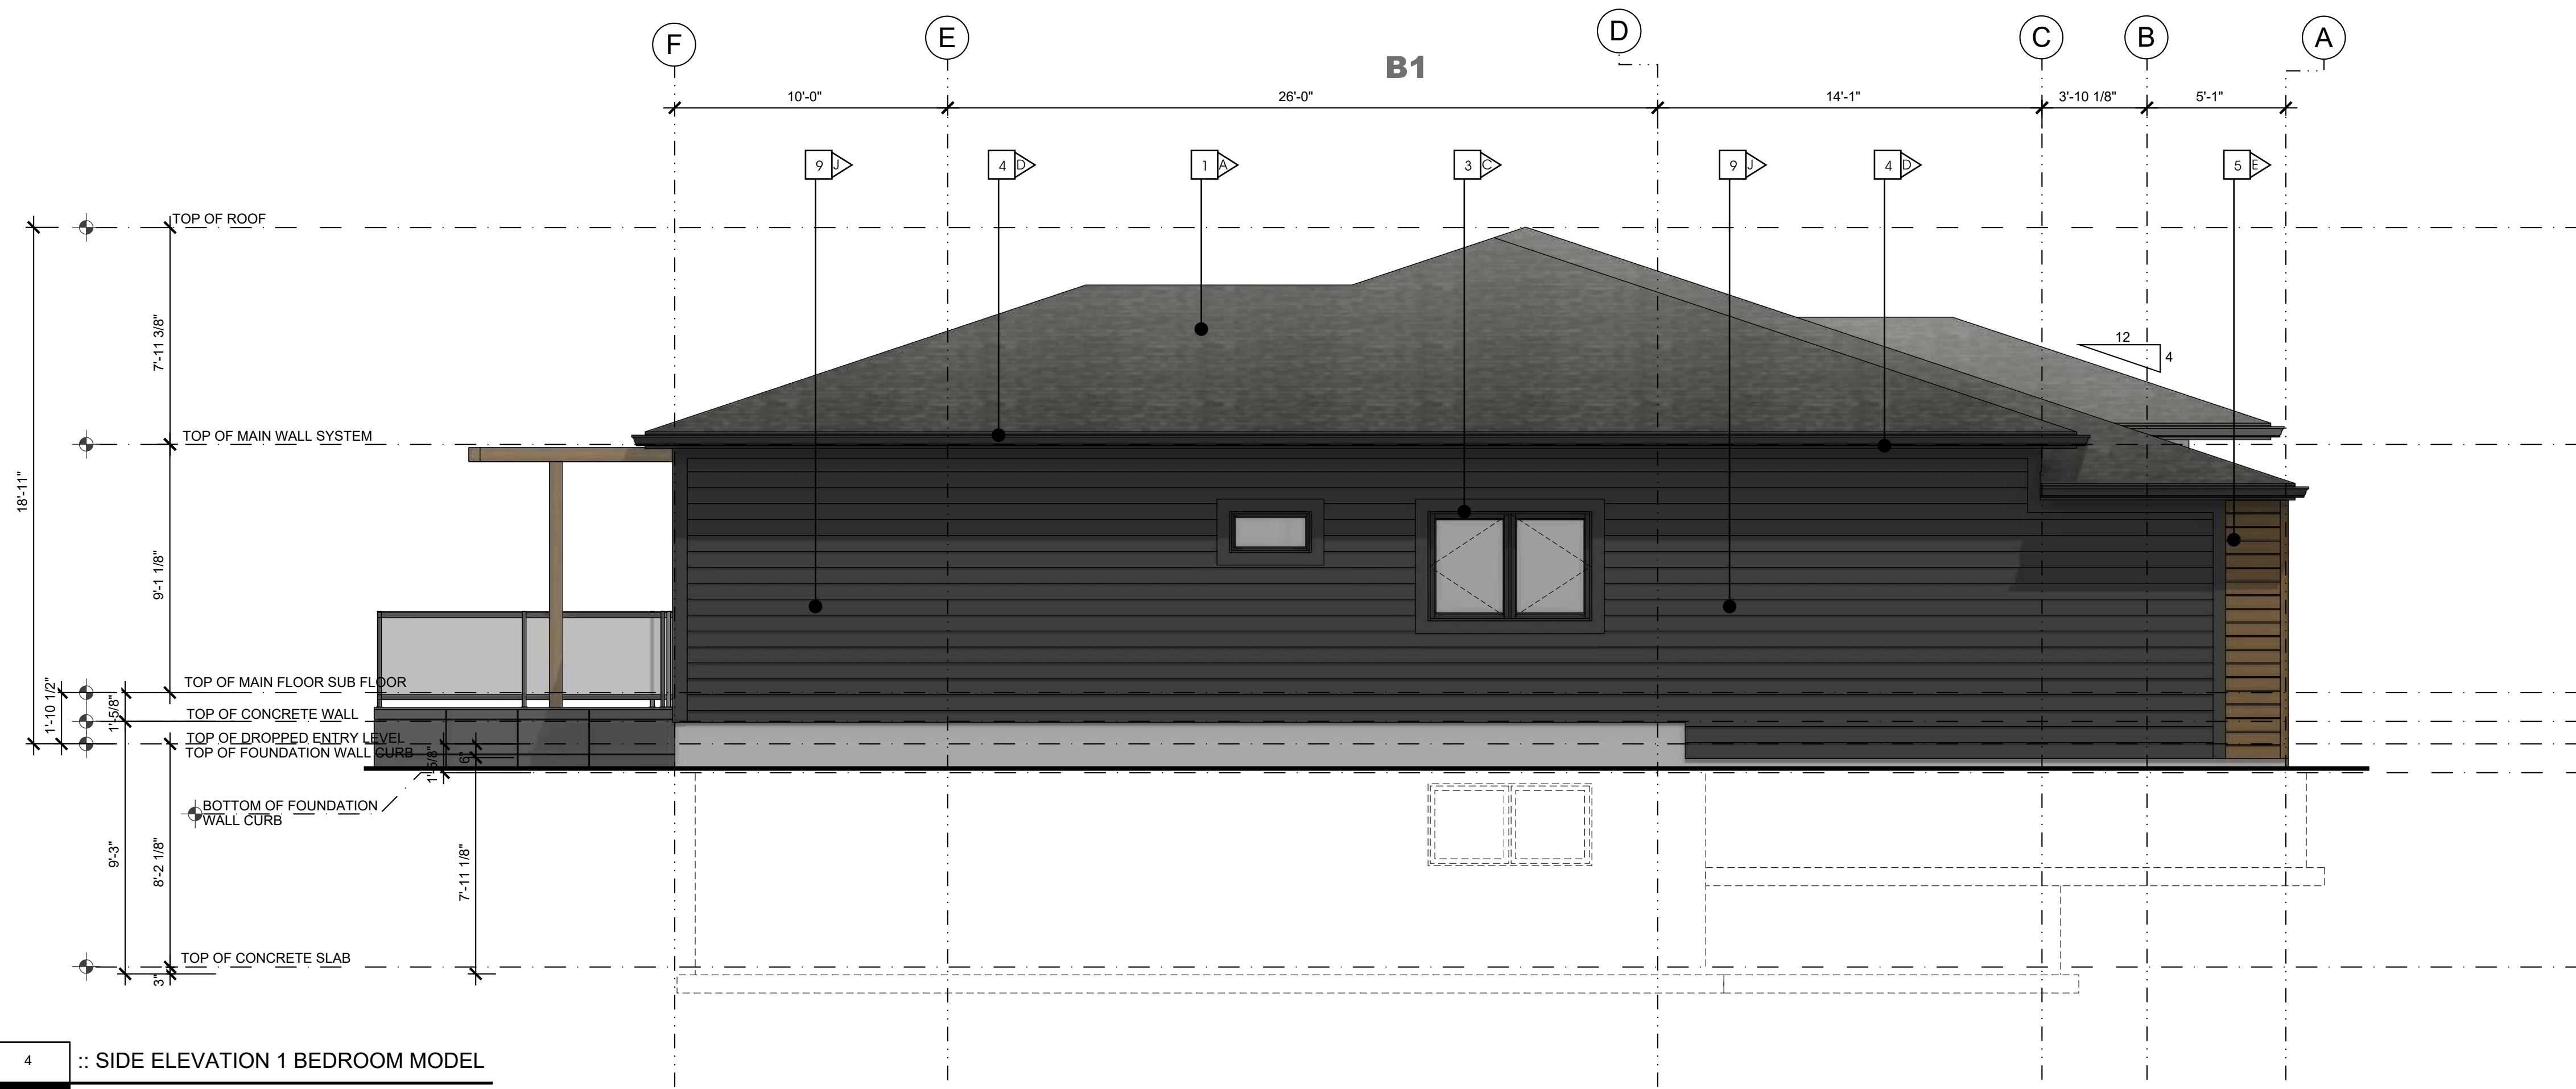 F E D C B A
B1
10'-0" 26'-0" 14'-1" 3'-10 1/8" 5'-1"
9 J 4 D 1 A 3 C 9 J 4 D 5 E
TOP OF ROOF
12
4
7'-11 3/8"
TOP OF MAIN WALL SYSTEM
18'-11"
9'-1 1/8"
TOP OF MAIN FLOOR SUB FLOOR
1'-10 1/2"
1'-5/8"
TOP OF CONCRETE WALL
TOP OF DROPPED ENTRY LEVEL
TOP OF FOUNDATION WALL CURB
1'-5/8"
6"
BOTTOM OF FOUNDATION
WALL CURB
9'-3"
8'-2 1/8"
7'-11 1/8"
TOP OF CONCRETE SLAB
3"
4 :: SIDE ELEVATION 1 BEDROOM MODEL